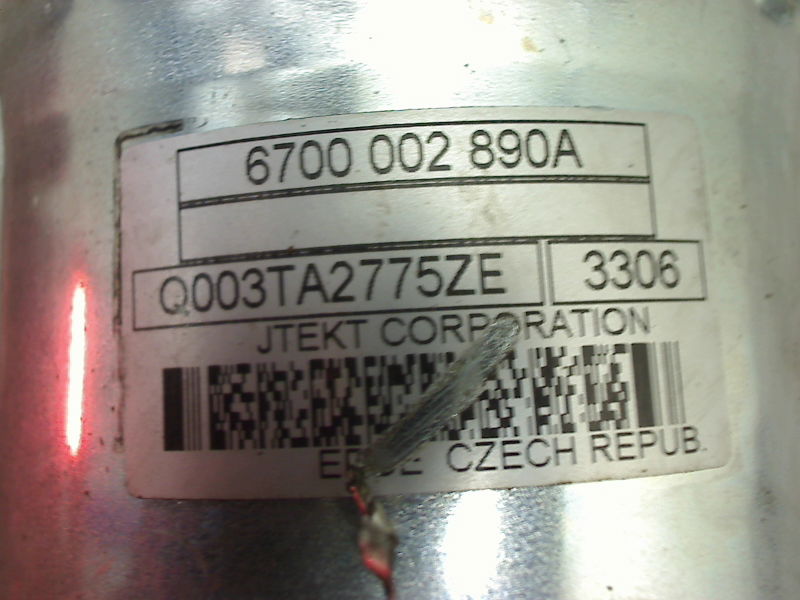 6700 002 890A
Q003TA2775ZE 3306
JTEKT CORPORATION
CZECH REPUB.